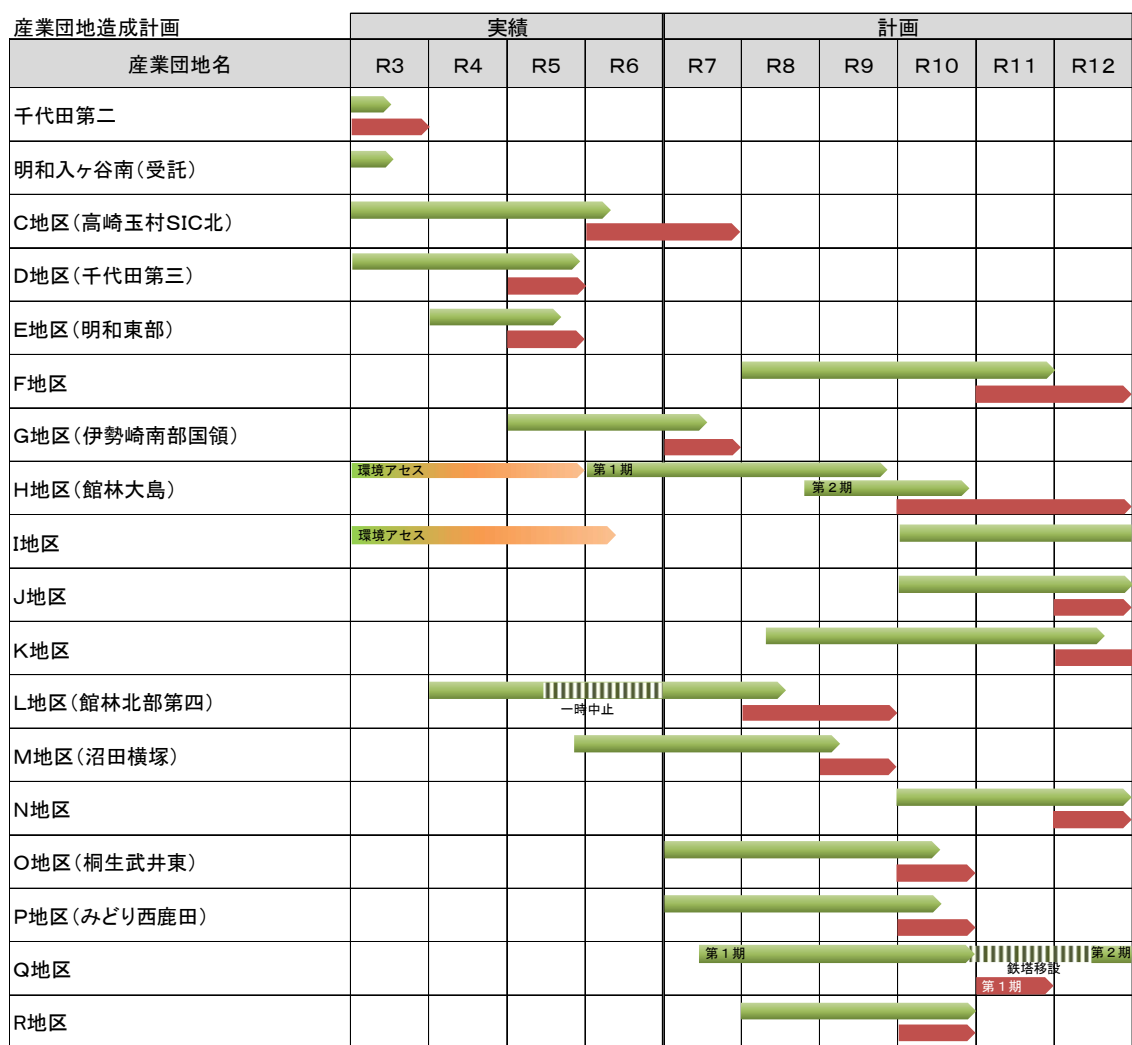 産業団地造成計画 実績 計画
産業団地名 R3 R4 R5 R6 R7 R8 R9 R10 R11 R12
千代田第二
明和入ヶ谷南(受託)
C地区(高崎玉村SIC北)
D地区(千代田第三)
E地区(明和東部)
F地区
G地区(伊勢崎南部国領)
環境アセス 第1期
H地区(館林大島) 第2期
I地区 環境アセス
J地区
K地区
L地区(館林北部第四) 一時中止
M地区(沼田横塚)
N地区
O地区(桐生武井東)
P地区(みどり西鹿田)
第1期 第2期
Q地区 鉄塔移設
第1期
R地区